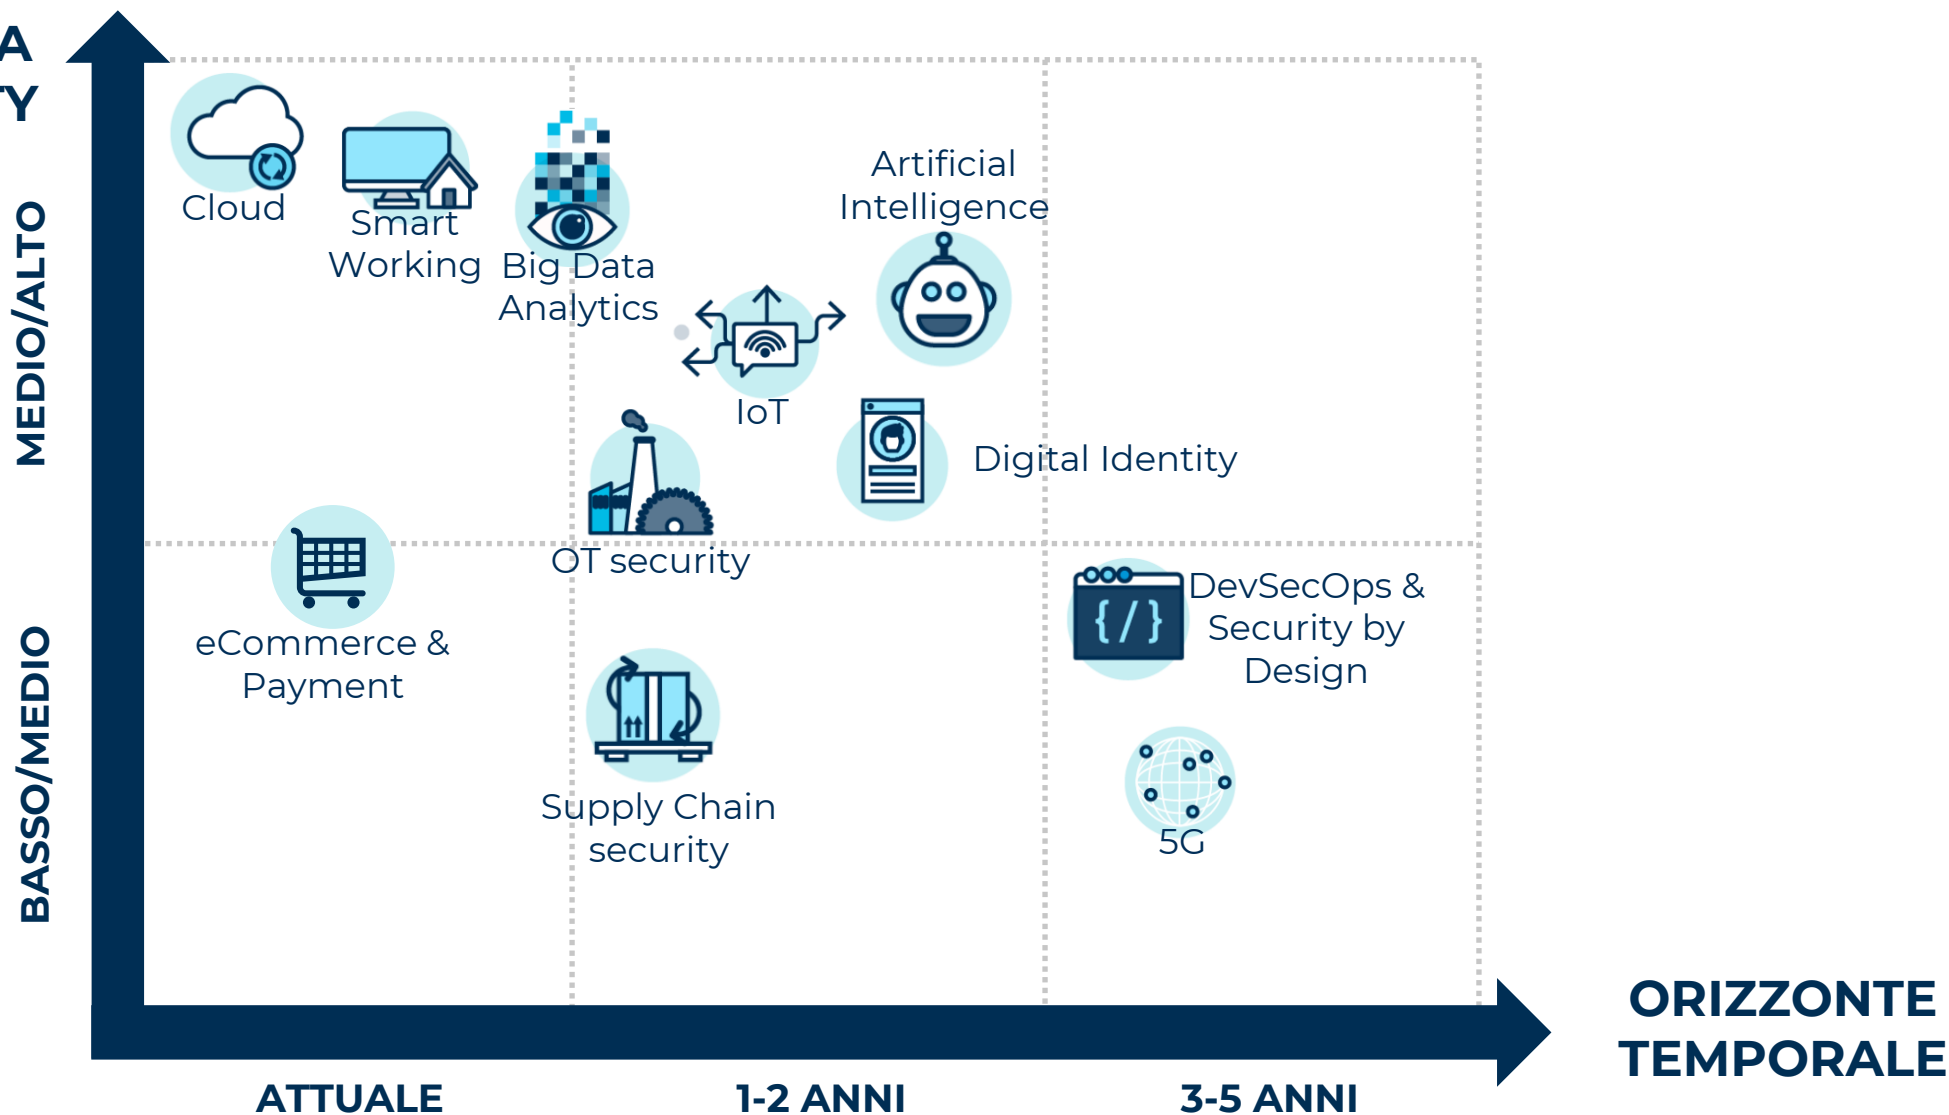 Cloud
Smart
Working
Big Data
Analytics
Artificial
Intelligence
IoT
Digital Identity
OT security
eCommerce &
Payment
Supply Chain
security
DevSecOps &
Security by
Design
5G
MEDIO/ALTO
BASSO/MEDIO
ATTUALE
1-2 ANNI
3-5 ANNI
ORIZZONTE
TEMPORALE